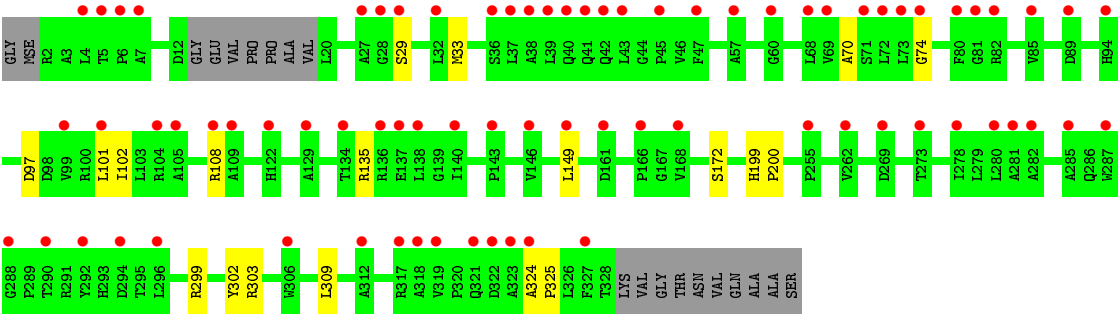 GLY MSE R2 A3 L4 T5 P6 A7 D12 GLY GLU VAL PRO PRO ALA VAL L20 A27 G28 S29 L32 M33 S36 L37 A38 L39 Q40 Q41 Q42 L43 G44 P45 V46 F47 A57 G60 L68 V69 A70 S71 L72 L73 G74 F80 G81 R82 V85 D89 H94
D97 D98 V99 R100 L101 I102 L103 R104 A105 R108 A109 H122 A129 T134 R135 R136 E137 L138 G139 I140 P143 V146 L149 D161 P166 G167 V168 S172 H199 P200 P255 V262 D269 T273 I278 L279 L280 A281 A282 A285 Q286 W287
G288 P289 T290 R291 Y292 H293 D294 T295 L296 R299 Y302 R303 W306 L309 A312 R317 A318 V319 P320 Q321 D322 A323 A324 P325 L326 F327 T328 LYS VAL GLY THR ASN VAL GLN ALA ALA SER